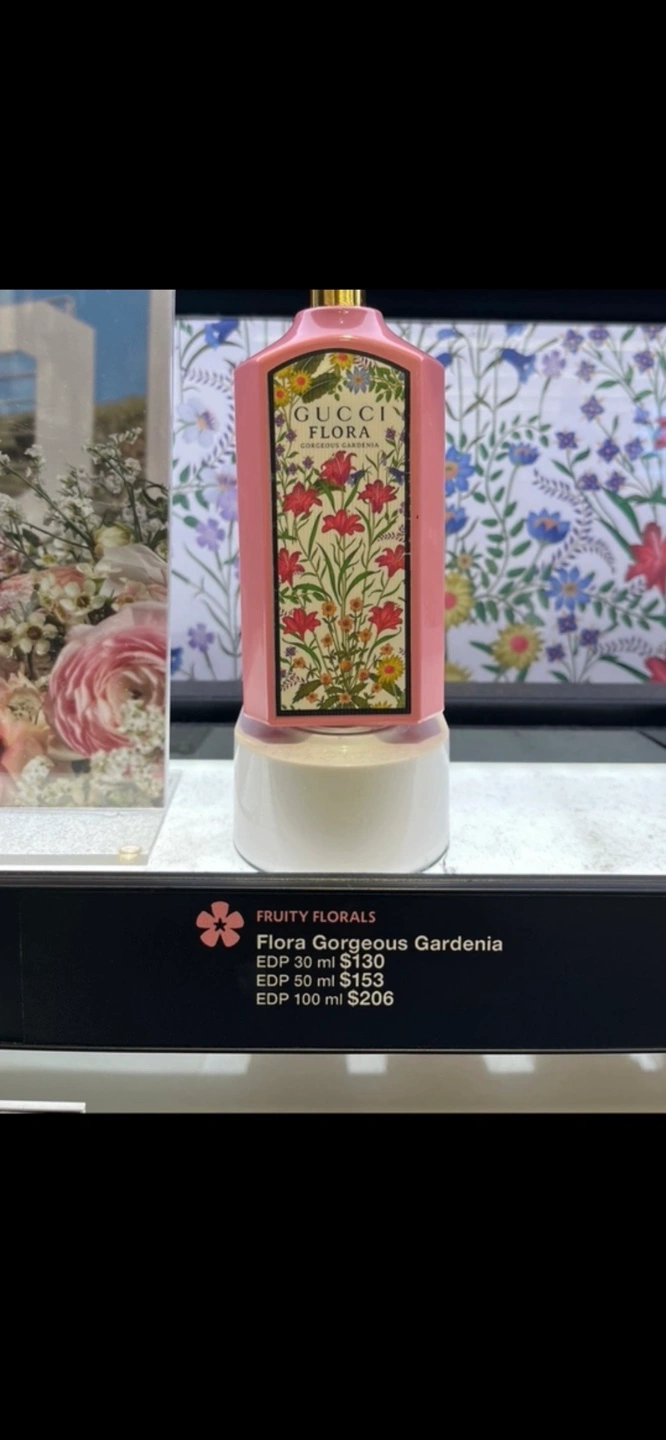 GUCCI
FLORA
GORGEOUS GARDENIA
FRUITY FLORALS
Flora Gorgeous Gardenia
EDP 30 ml $130
EDP 50 ml $153
EDP 100 ml $206